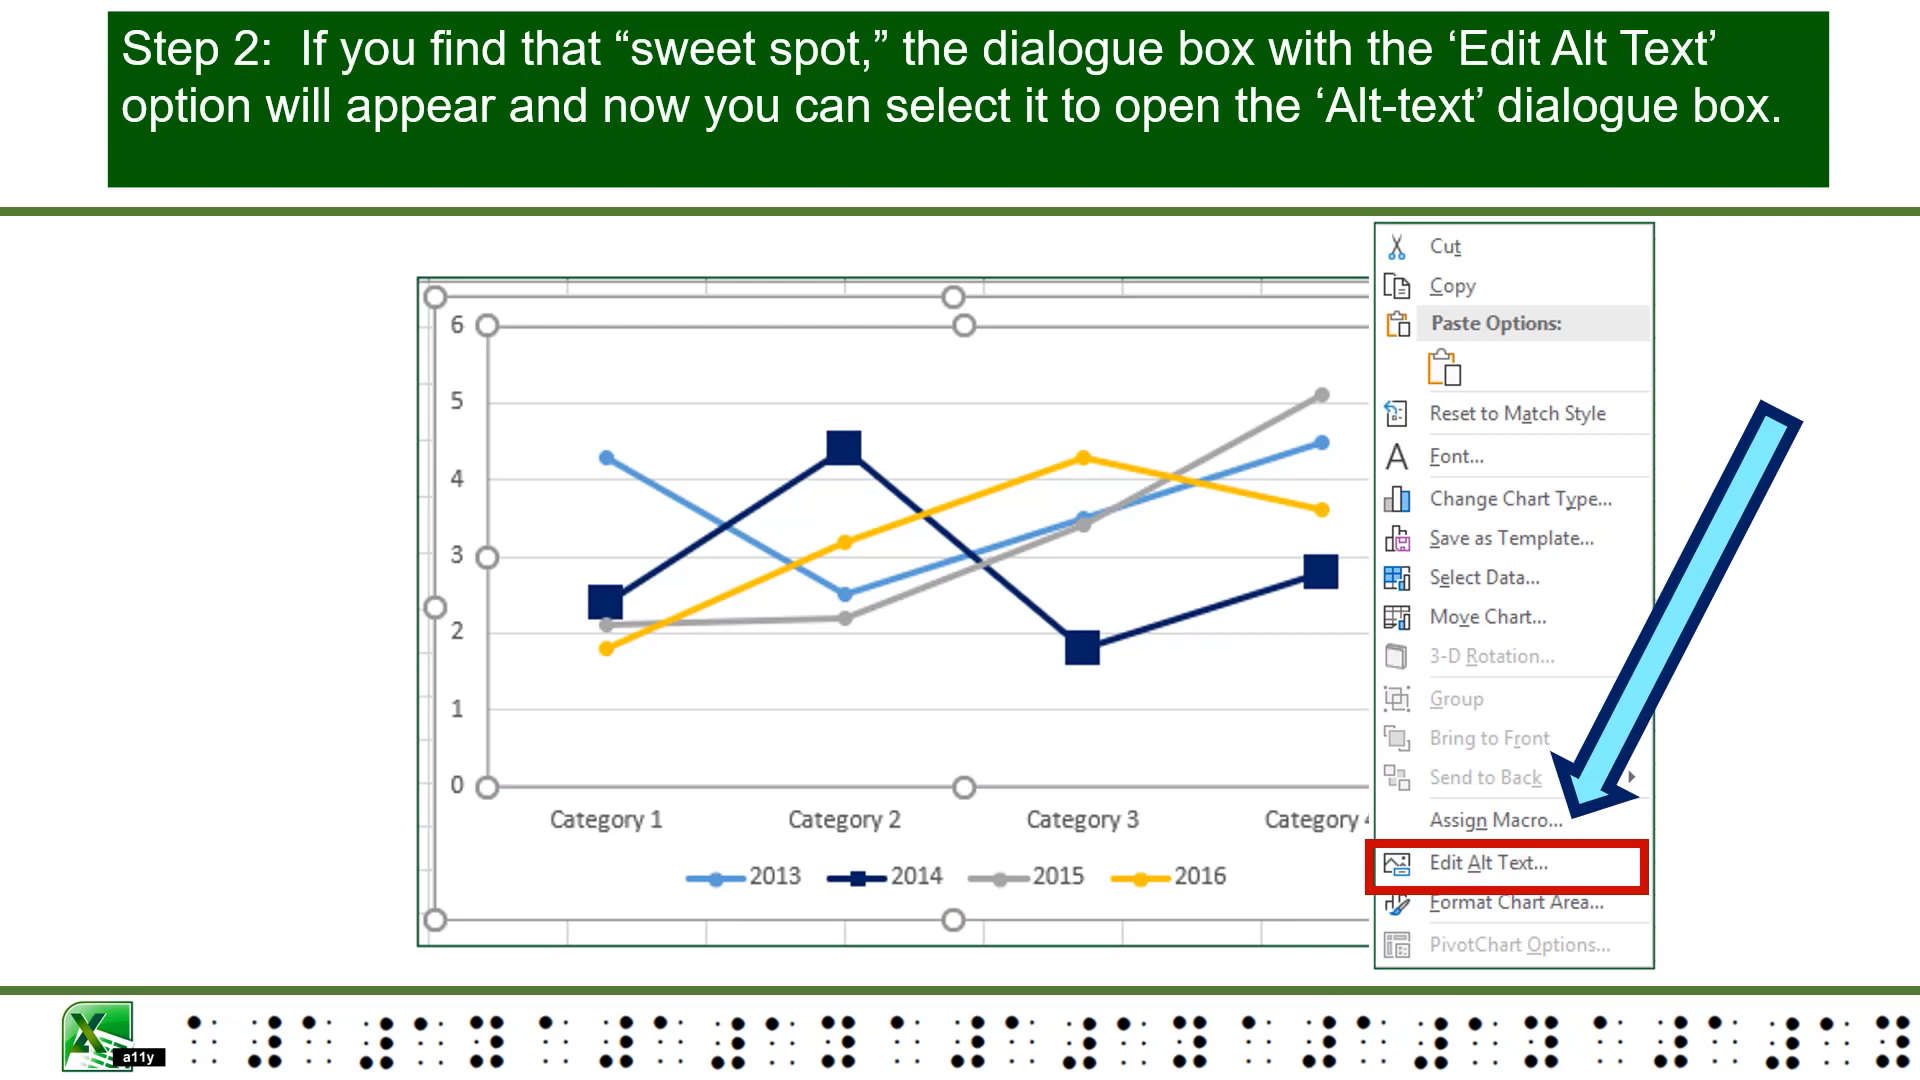 Step 2:  If you find that “sweet spot,” the dialogue box with the ‘Edit Alt Text’
option will appear and now you can select it to open the ‘Alt-text’ dialogue box.
6
5
4
3
2
1
0
Category 1 Category 2 Category 3 Category
2013 2014 2015 2016
Cut
Copy
Paste Options:
Reset to Match Style
Font...
Change Chart Type...
Save as Template...
Select Data...
Move Chart...
3-D Rotation...
Group
Bring to Front
Send to Back
Assign Macro...
Edit Alt Text...
Format Chart Area...
PivotChart Options...
a11y